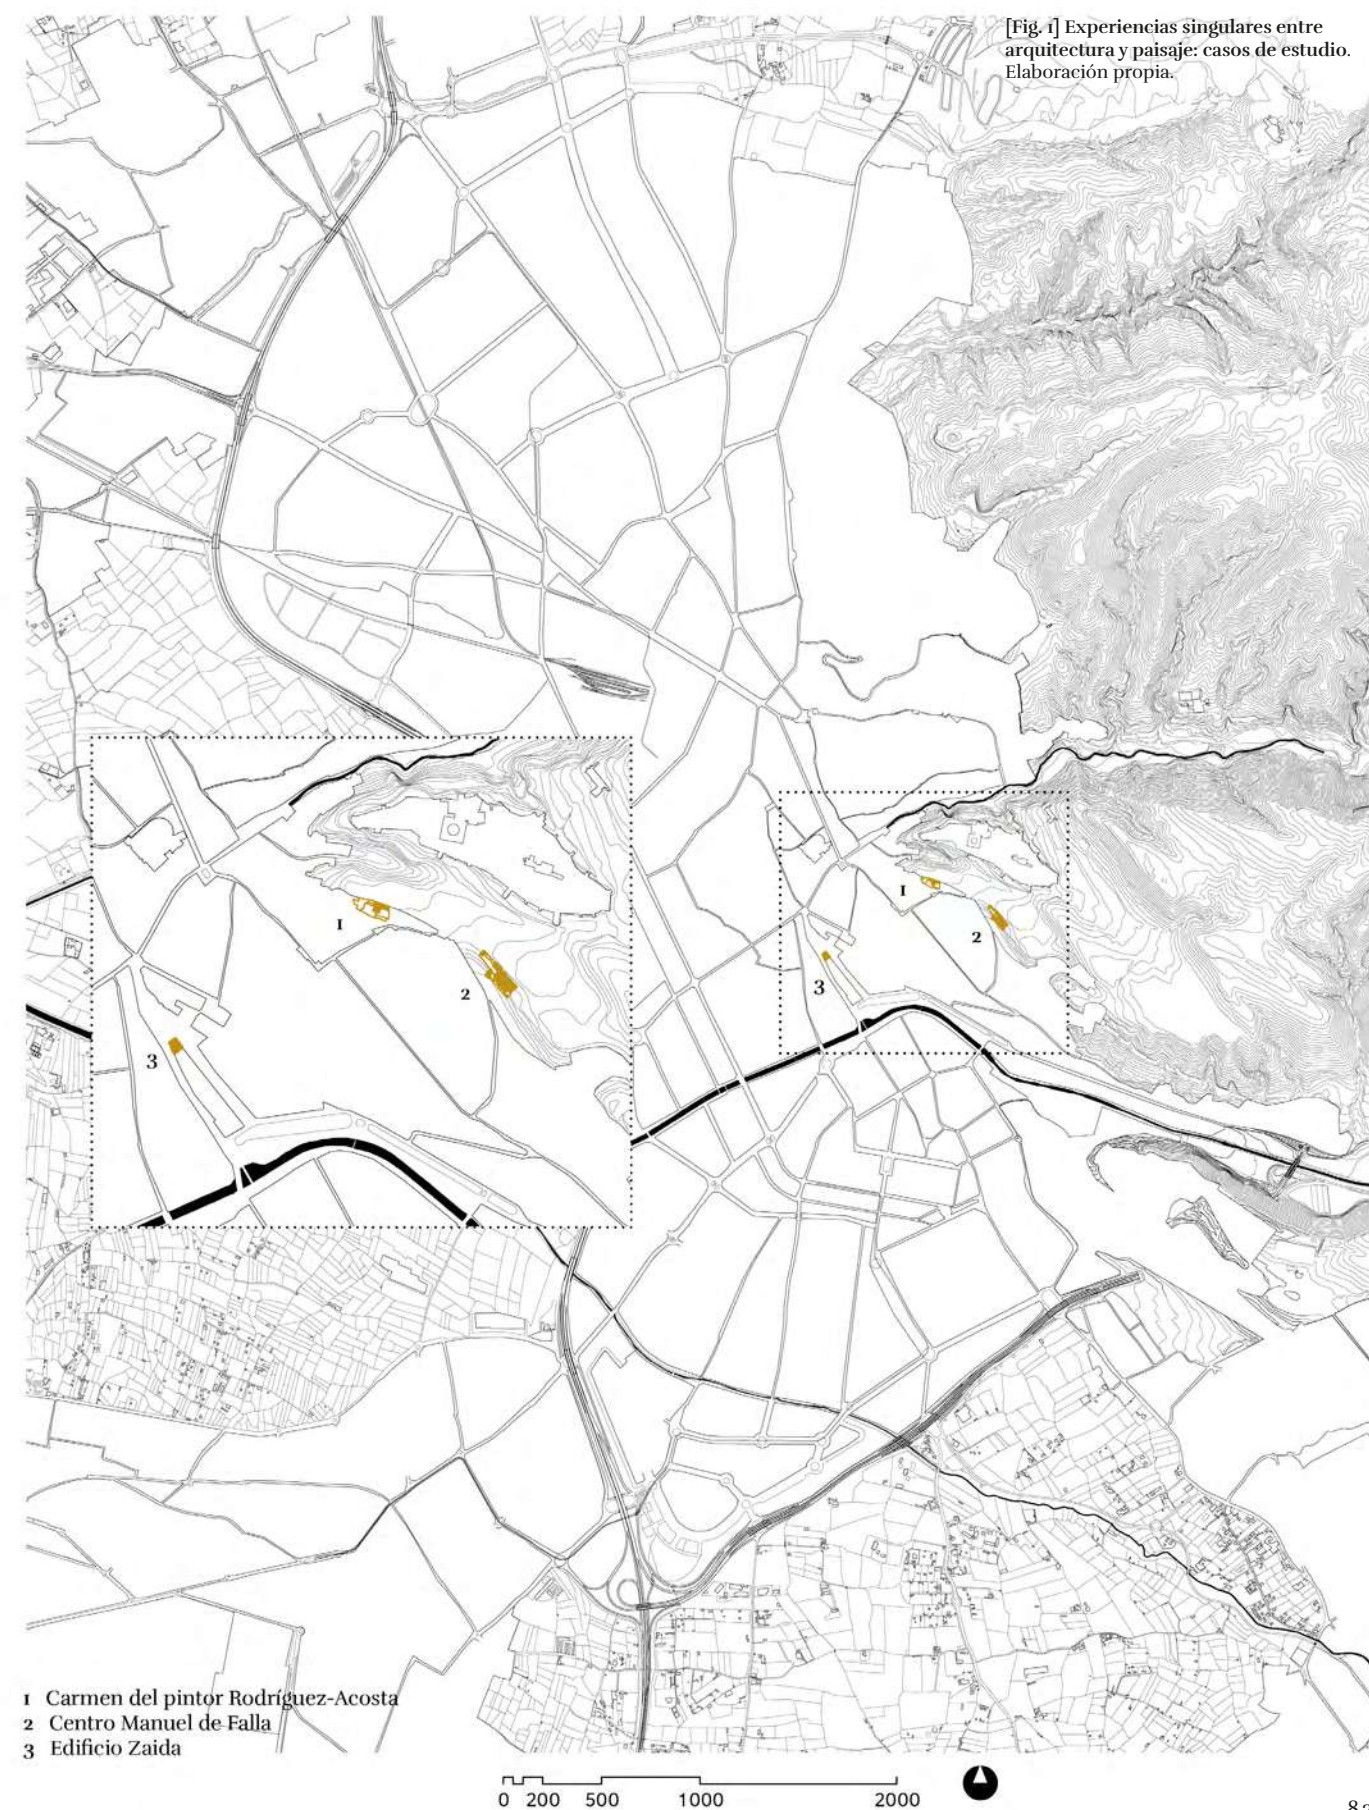 [Fig. 1] Experiencias singulares entre
arquitectura y paisaje: casos de estudio.
Elaboración propia.
1
2
3
1
2
3
1 Carmen del pintor Rodríguez-Acosta
2 Centro Manuel de Falla
3 Edificio Zaida
0 200 500 1000 2000